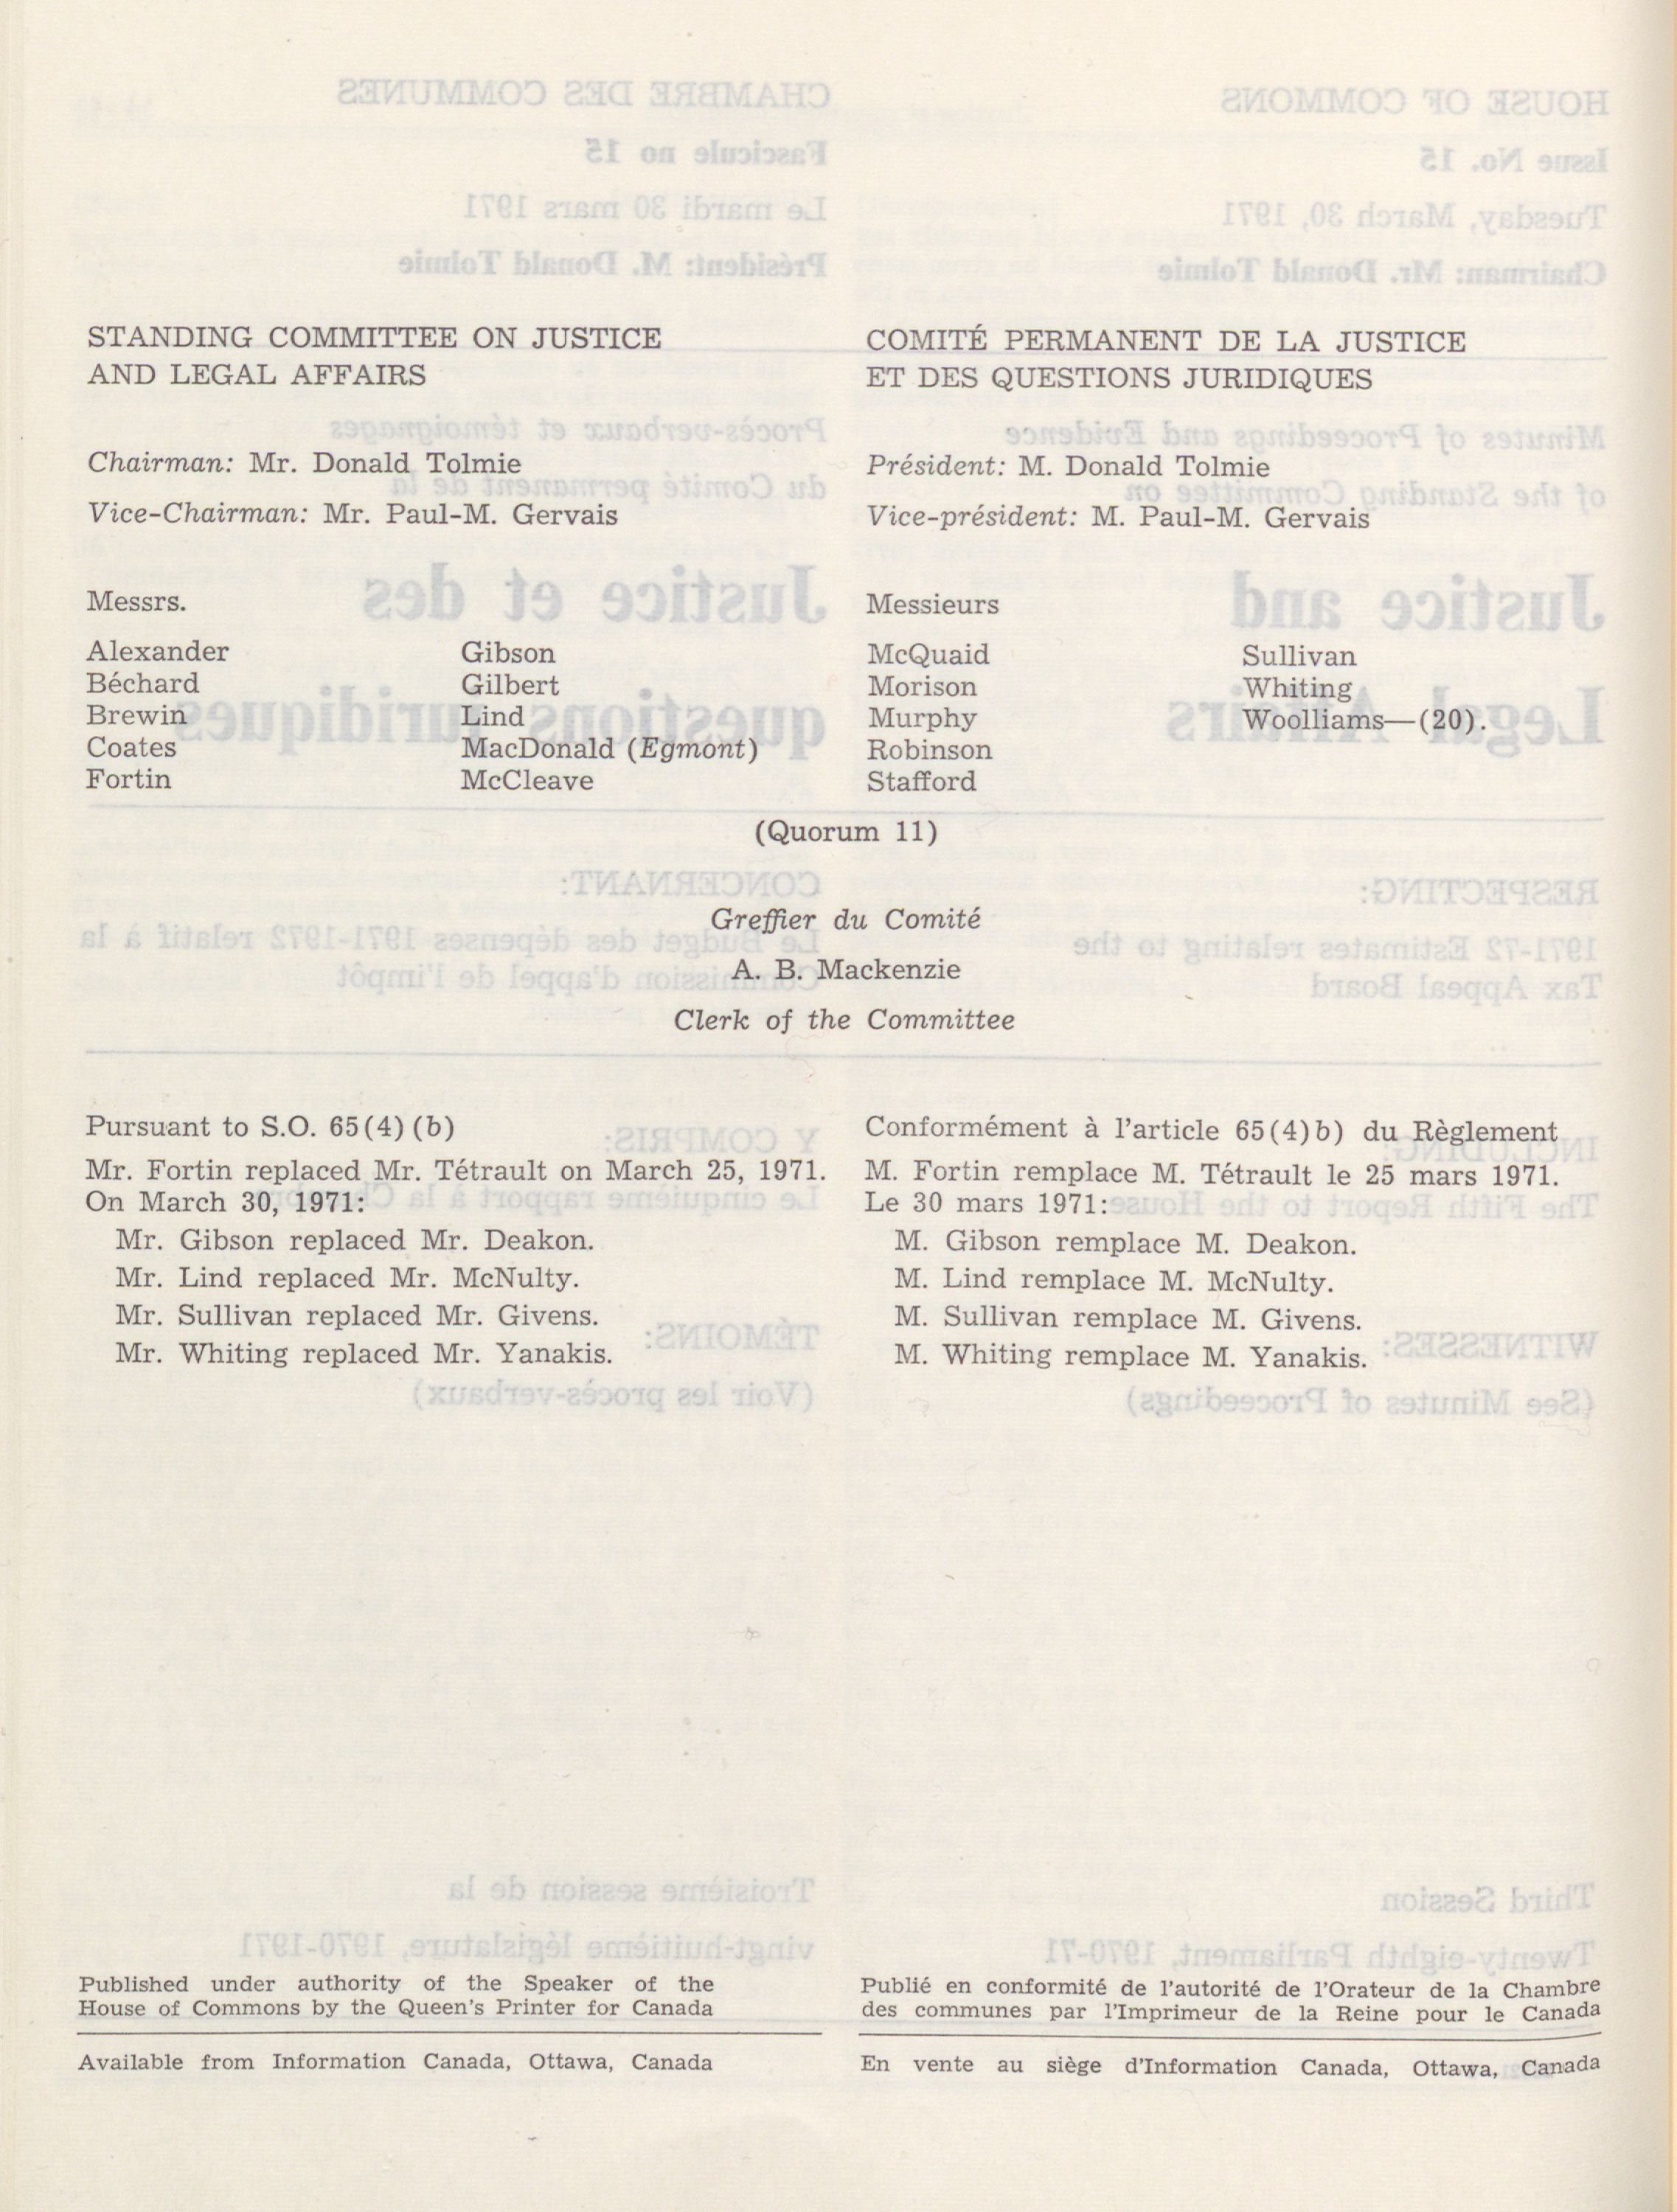 STANDING COMMITTEE ON JUSTICE
AND LEGAL AFFAIRS
Chairman: Mr. Donald Tolmie
Vice-Chairman: Mr. Paul-M. Gervais
COMITÉ PERMANENT DE LA JUSTICE
ET DES QUESTIONS JURIDIQUES
Président: M. Donald Tolmie
Vice-président: M. Paul-M. Gervais
Messrs.
Alexander
Béchard
Brewin
Coates
Fortin
Gibson
Gilbert
Lind
MacDonald (Egmont)
McCleave
Messieurs
McQuaid
Morison
Murphy
Robinson
Stafford
Sullivan
Whiting
Woolliams—(20).
(Quorum 11)
Greffier du Comité
A. B. Mackenzie
Clerk of the Committee
Pursuant to S.O. 65(4)(b)
Mr. Fortin replaced Mr. Tétrault on March 25, 1971.
On March 30, 1971:
Mr. Gibson replaced Mr. Deakon.
Mr. Lind replaced Mr. McNulty.
Mr. Sullivan replaced Mr. Givens.
Mr. Whiting replaced Mr. Yanakis.
Conformément à l'article 65(4)b) du Règlement
M. Fortin remplace M. Tétrault le 25 mars 1971.
Le 30 mars 1971:
M. Gibson remplace M. Deakon.
M. Lind remplace M. McNulty.
M. Sullivan remplace M. Givens.
M. Whiting remplace M. Yanakis.
Published under authority of the Speaker of the
House of Commons by the Queen's Printer for Canada
Available from Information Canada, Ottawa, Canada
Publié en conformité de l'autorité de l'Orateur de la Chambre
des communes par l'Imprimeur de la Reine pour le Canada
En vente au siège d'Information Canada, Ottawa, Canada